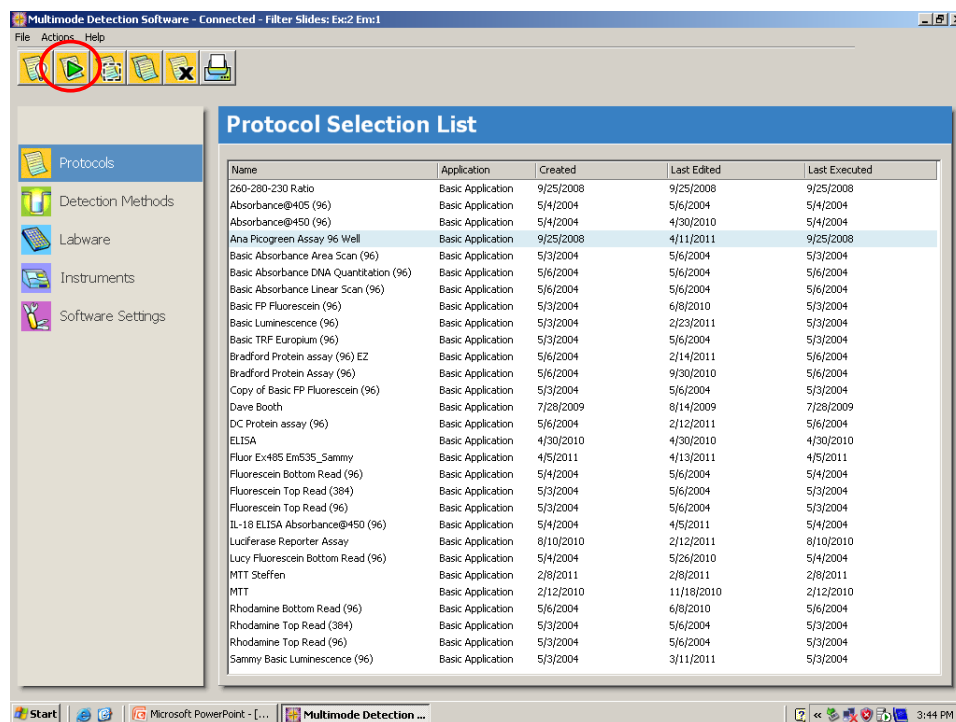 Multimode Detection Software - Connected - Filter Slides: Ex:2 Em:1
File Actions Help
Protocol Selection List
Protocols
Detection Methods
Labware
Instruments
Software Settings
Name Application Created Last Edited Last Executed
260-280-230 Ratio Basic Application 9/25/2008 9/25/2008 9/25/2008
Absorbance@405 (96) Basic Application 5/4/2004 5/6/2004 5/4/2004
Absorbance@450 (96) Basic Application 5/4/2004 4/30/2010 5/4/2004
Ana Picogreen Assay 96 Well Basic Application 9/25/2008 4/11/2011 9/25/2008
Basic Absorbance Area Scan (96) Basic Application 5/3/2004 5/6/2004 5/3/2004
Basic Absorbance DNA Quantitation (96) Basic Application 5/6/2004 5/6/2004 5/6/2004
Basic Absorbance Linear Scan (96) Basic Application 5/6/2004 5/6/2004 5/6/2004
Basic FP Fluorescein (96) Basic Application 5/3/2004 6/8/2010 5/3/2004
Basic Luminescence (96) Basic Application 5/3/2004 2/23/2011 5/3/2004
Basic TRF Europium (96) Basic Application 5/3/2004 5/6/2004 5/3/2004
Bradford Protein assay (96) EZ Basic Application 5/6/2004 2/14/2011 5/6/2004
Bradford Protein Assay (96) Basic Application 5/6/2004 9/30/2010 5/6/2004
Copy of Basic FP Fluorescein (96) Basic Application 5/3/2004 5/6/2004 5/3/2004
Dave Booth Basic Application 7/28/2009 8/14/2009 7/28/2009
DC Protein assay (96) Basic Application 5/6/2004 2/12/2011 5/6/2004
ELISA Basic Application 4/30/2010 4/30/2010 4/30/2010
Fluor Ex485 Em535_Sammy Basic Application 4/5/2011 4/13/2011 4/5/2011
Fluorescein Bottom Read (96) Basic Application 5/4/2004 5/6/2004 5/4/2004
Fluorescein Top Read (384) Basic Application 5/3/2004 5/6/2004 5/3/2004
Fluorescein Top Read (96) Basic Application 5/3/2004 5/6/2004 5/3/2004
IL-18 ELISA Absorbance@450 (96) Basic Application 5/4/2004 4/5/2011 5/4/2004
Luciferase Reporter Assay Basic Application 8/10/2010 2/12/2011 8/10/2010
Lucy Fluorescein Bottom Read (96) Basic Application 5/4/2004 5/26/2010 5/4/2004
MTT Steffen Basic Application 2/8/2011 2/8/2011 2/8/2011
MTT Basic Application 2/12/2010 11/18/2010 2/12/2010
Rhodamine Bottom Read (96) Basic Application 5/6/2004 6/8/2010 5/6/2004
Rhodamine Top Read (384) Basic Application 5/3/2004 5/6/2004 5/3/2004
Rhodamine Top Read (96) Basic Application 5/3/2004 5/6/2004 5/3/2004
Sammy Basic Luminescence (96) Basic Application 5/3/2004 3/11/2011 5/3/2004
Start Microsoft PowerPoint - [... Multimode Detection ... 3:44 PM